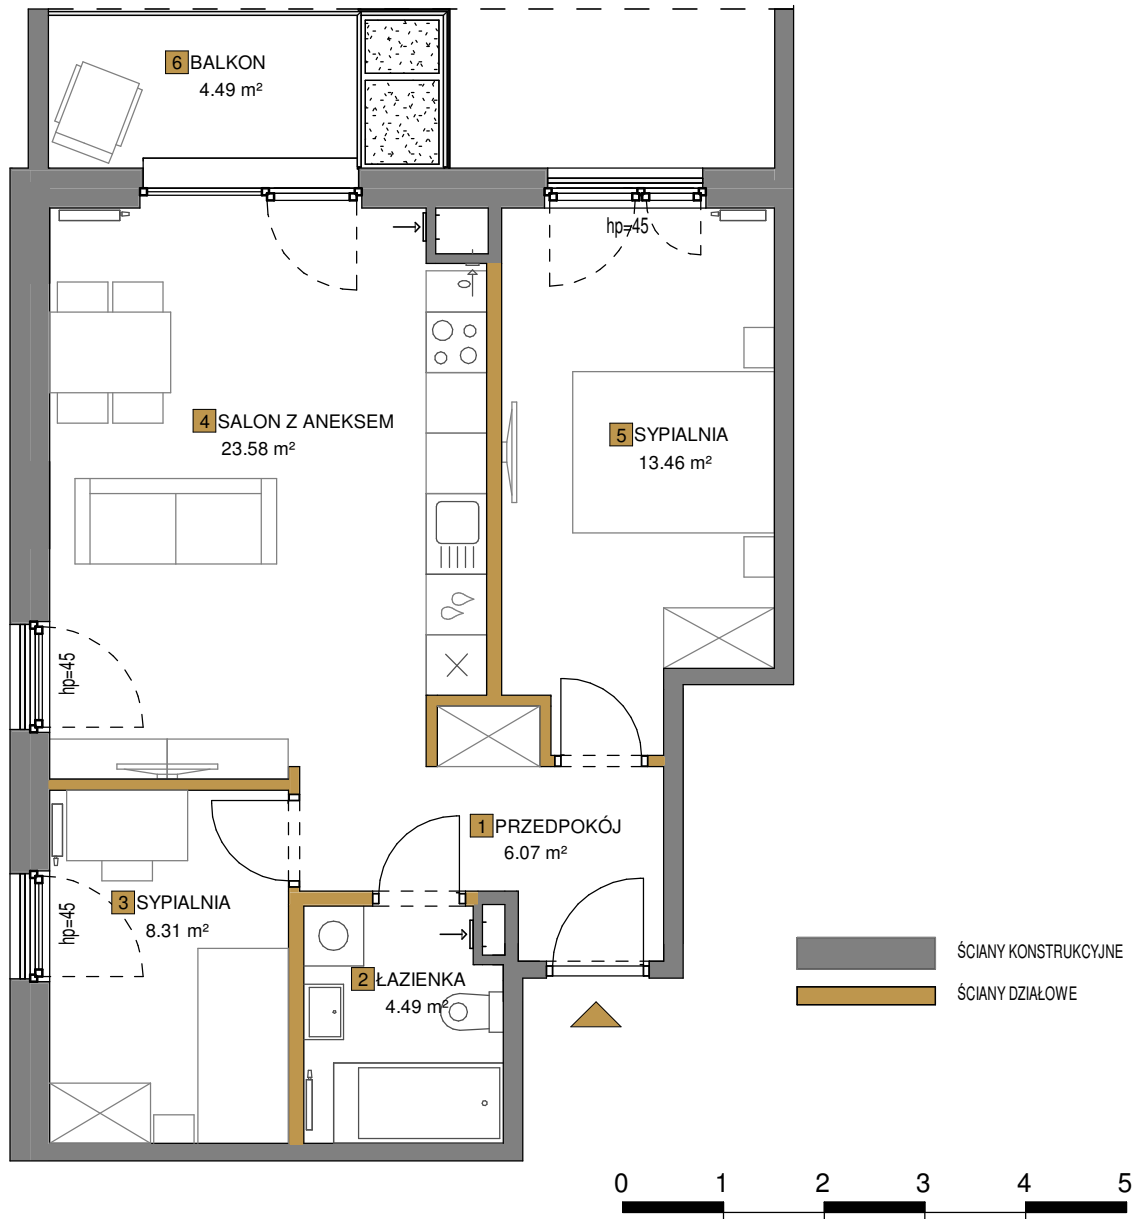 6 BALKON
4.49 m²
hp=45
4 SALON Z ANEKSEM
23.58 m²
5 SYPIALNIA
13.46 m²
hp=45
1 PRZEDPOKÓJ
6.07 m²
3 SYPIALNIA
8.31 m²
hp=45
2 ŁAZIENKA
4.49 m²
ŚCIANY KONSTRUKCYJNE
ŚCIANY DZIAŁOWE
0 1 2 3 4 5